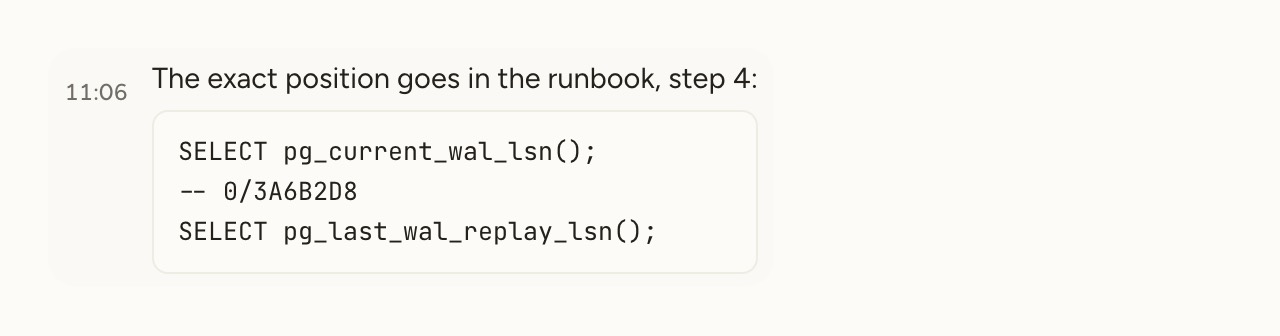 11:06
The exact position goes in the runbook, step 4:
SELECT pg_current_wal_lsn();
-- 0/3A6B2D8
SELECT pg_last_wal_replay_lsn();